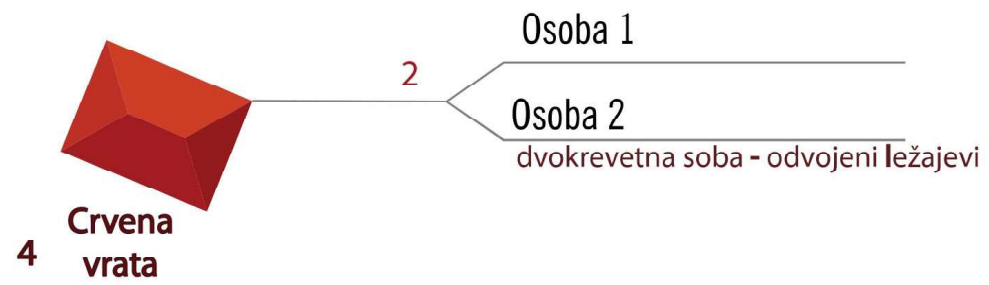 Osoba 1
2
Osoba 2
dvokrevetna soba - odvojeni ležajevi
Crvena
4 vrata